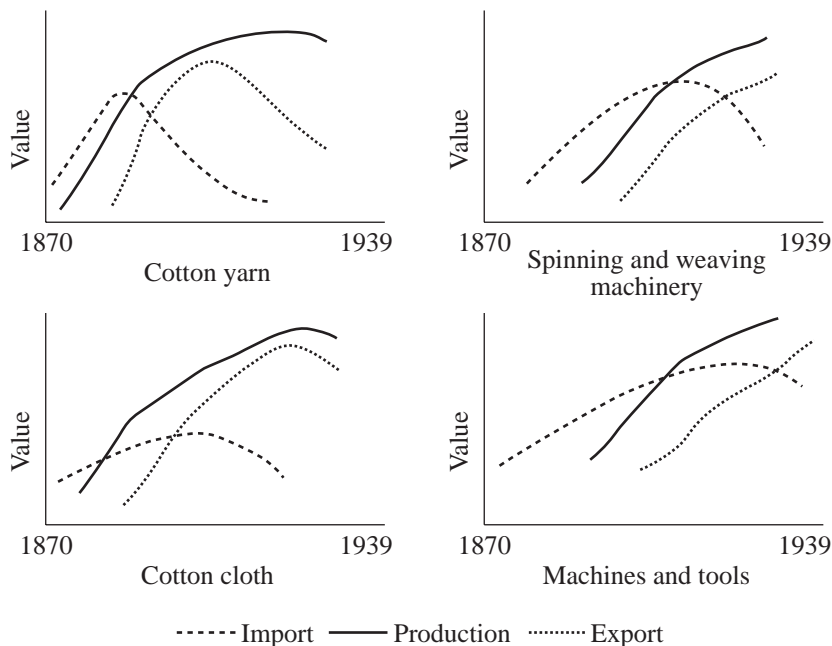 Value
1870 1939
Cotton yarn
Value
1870 1939
Spinning and weaving
machinery
Value
1870 1939
Cotton cloth
Value
1870 1939
Machines and tools
Import Production Export